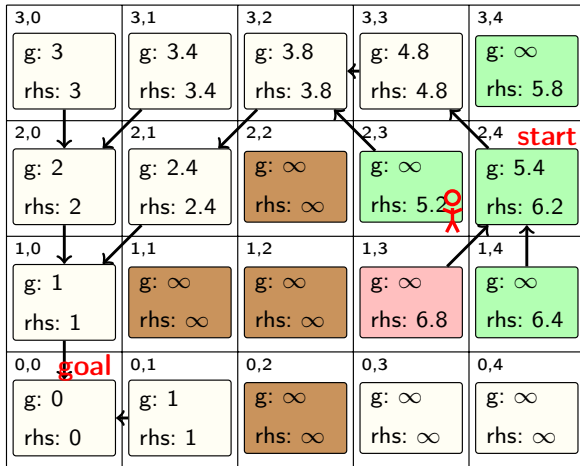 3,0 3,1 3,2 3,3 3,4
g: 3 g: 3.4 g: 3.8 g: 4.8 g: ∞
rhs: 3 rhs: 3.4 rhs: 3.8 rhs: 4.8 rhs: 5.8
2,0 2,1 2,2 2,3 2,4 start
g: 2 g: 2.4 g: ∞ g: ∞ g: 5.4
rhs: 2 rhs: 2.4 rhs: ∞ rhs: 5.2 rhs: 6.2
1,0 1,1 1,2 1,3 1,4
g: 1 g: ∞ g: ∞ g: ∞ g: ∞
rhs: 1 rhs: ∞ rhs: ∞ rhs: 6.8 rhs: 6.4
0,0 goal 0,1 0,2 0,3 0,4
g: 0 g: 1 g: ∞ g: ∞ g: ∞
rhs: 0 rhs: 1 rhs: ∞ rhs: ∞ rhs: ∞